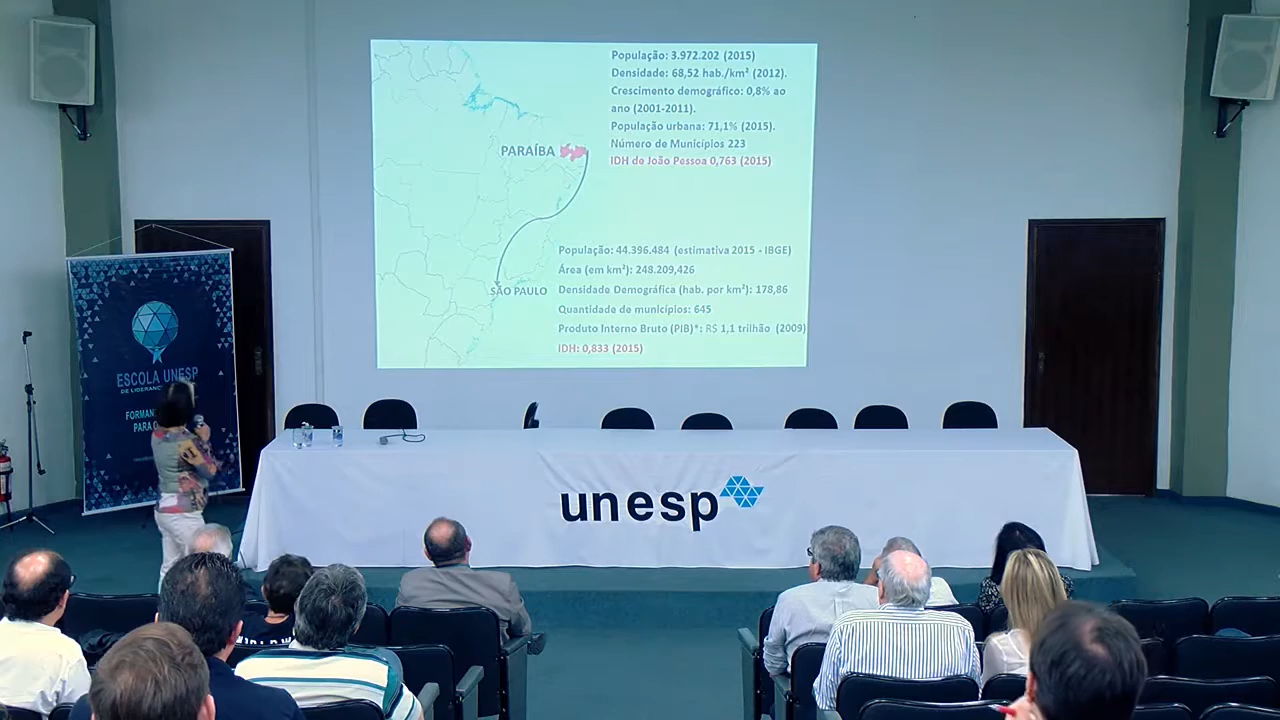 População: 3.972.202 (2015)
Densidade: 68,52 hab./km² (2012).
Crescimento demográfico: 0,8% ao
ano (2001-2011).
População urbana: 71,1% (2015).
Número de Municípios 223
IDH de João Pessoa 0,763 (2015)
PARAÍBA
População: 44.396.484 (estimativa 2015 - IBGE)
Área (em km²): 248.209,426
Densidade Demográfica (hab. por km²): 178,86
Quantidade de municípios: 645
Produto Interno Bruto (PIB)*: R$ 1,1 trilhão (2009)
IDH: 0,833 (2015)
SÃO PAULO
ESCOLA UNESP
DE LIDERANÇA
PARA O
unesp